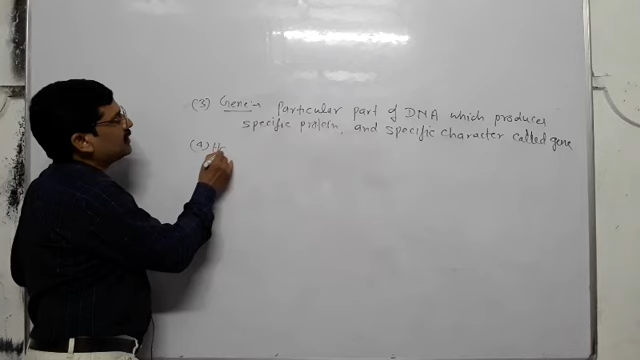 (3) Gene:→ Particular part of DNA which produces
specific protein, and specific character called gene
(4)